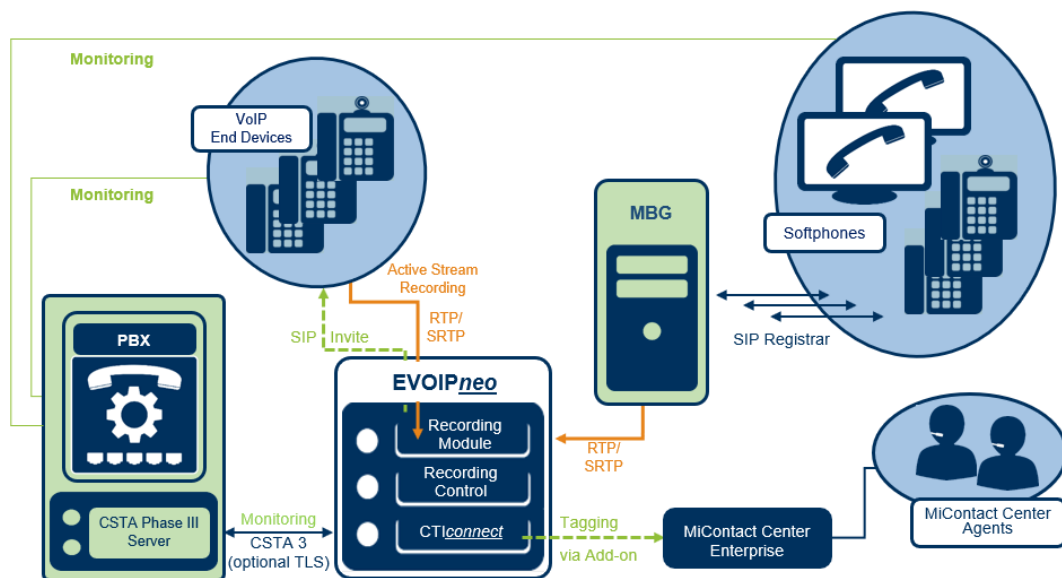 Monitoring
VoIP
End Devices
Monitoring
MBG
Softphones
Active Stream
Recording
RTP/
SRTP
SIP Invite
SIP Registrar
PBX
EVOIPneo
Recording
Module
RTP/
SRTP
Recording
Control
CSTA Phase III
Server
Monitoring
CSTA 3
(optional TLS)
CTIconnect
Tagging
via Add-on
MiContact Center
Enterprise
MiContact Center
Agents